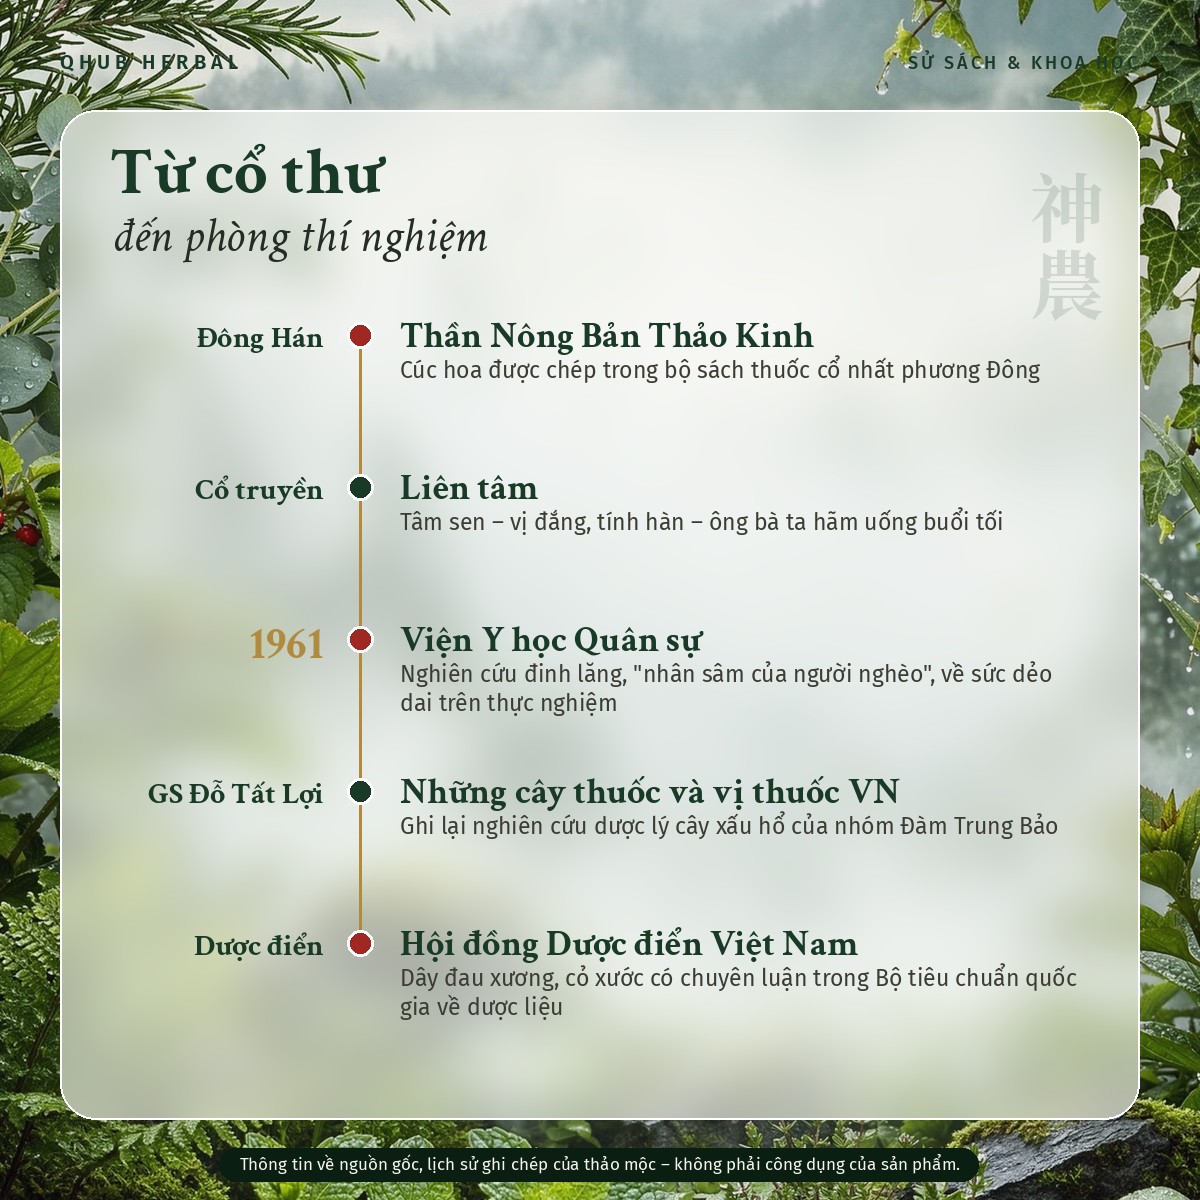 QHUB HERBAL
SỬ SÁCH & KHOA HỌC
Từ cổ thư
đến phòng thí nghiệm
神
農
Đông Hán
Thần Nông Bản Thảo Kinh
Cúc hoa được chép trong bộ sách thuốc cổ nhất phương Đông
Cổ truyền
Liên tâm
Tâm sen – vị đắng, tính hàn – ông bà ta hãm uống buổi tối
1961
Viện Y học Quân sự
Nghiên cứu đinh lăng, "nhân sâm của người nghèo", về sức dẻo
dai trên thực nghiệm
GS Đỗ Tất Lợi
Những cây thuốc và vị thuốc VN
Ghi lại nghiên cứu dược lý cây xấu hổ của nhóm Đàm Trung Bảo
Dược điển
Hội đồng Dược điển Việt Nam
Dây đau xương, cỏ xước có chuyên luận trong Bộ tiêu chuẩn quốc
gia về dược liệu
Thông tin về nguồn gốc, lịch sử ghi chép của thảo mộc – không phải công dụng của sản phẩm.